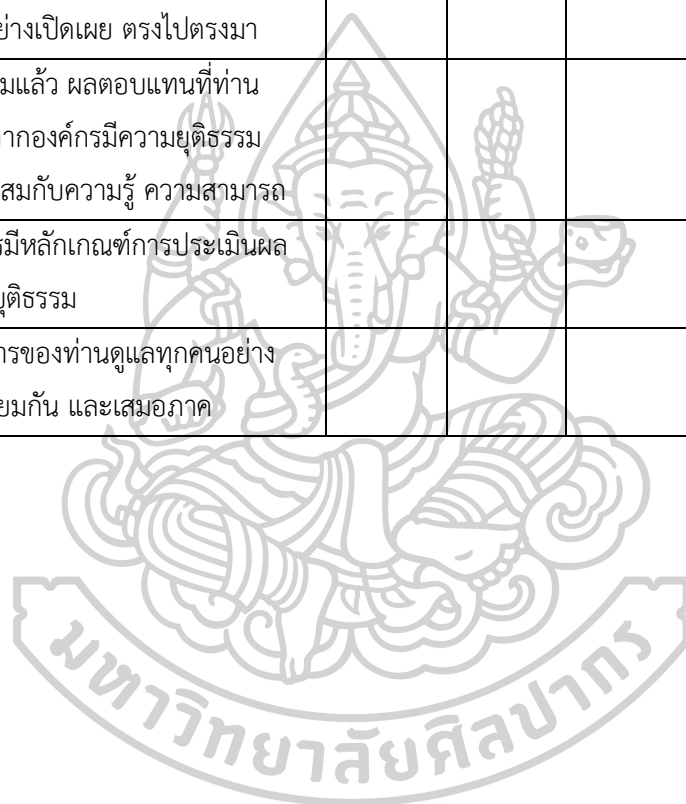 ย่างเปิดเผย ตรงไปตรงมา
มแล้ว ผลตอบแทนที่ท่าน
ากองค์กรมีความยุติธรรม
สมกับความรู้ ความสามารถ
รมีหลักเกณฑ์การประเมินผล
ยุติธรรม
ารของท่านดูแลทุกคนอย่าง
ยมกัน และเสมอภาค
มหาวิทยาลัยศิลปากร